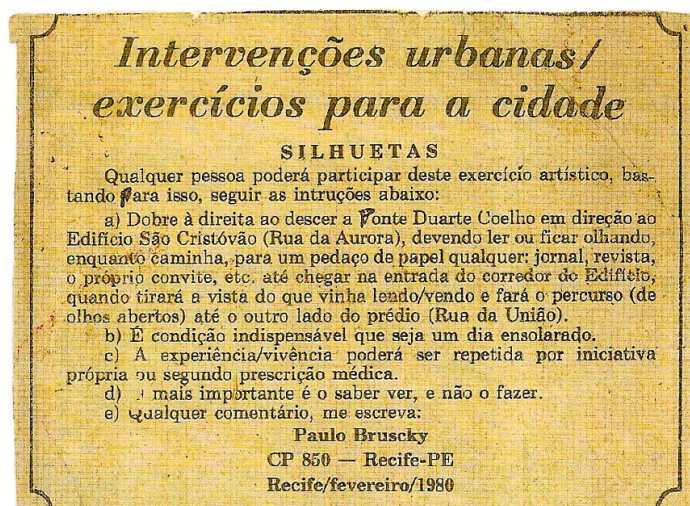 Intervenções urbanas/
exercícios para a cidade
SILHUETAS
Qualquer pessoa poderá participar deste exercício artístico, bas-
tando para isso, seguir as intruções abaixo:
a) Dobre à direita ao descer a Ponte Duarte Coelho em direção ao
Edifício São Cristóvão (Rua da Aurora), devendo ler ou ficar olhando,
enquanto caminha, para um pedaço de papel qualquer: jornal, revista,
o próprio convite, etc. até chegar na entrada do corredor do Edifício,
quando tirará a vista do que vinha lendo/vendo e fará o percurso (de
olhos abertos) até o outro lado do prédio (Rua da União).
b) É condição indispensável que seja um dia ensolarado.
c) A experiência/vivência poderá ser repetida por iniciativa
própria ou segundo prescrição médica.
d) mais importante é o saber ver, e não o fazer.
e) Qualquer comentário, me escreva:
Paulo Bruscky
CP 850 — Recife-PE
Recife/fevereiro/1980